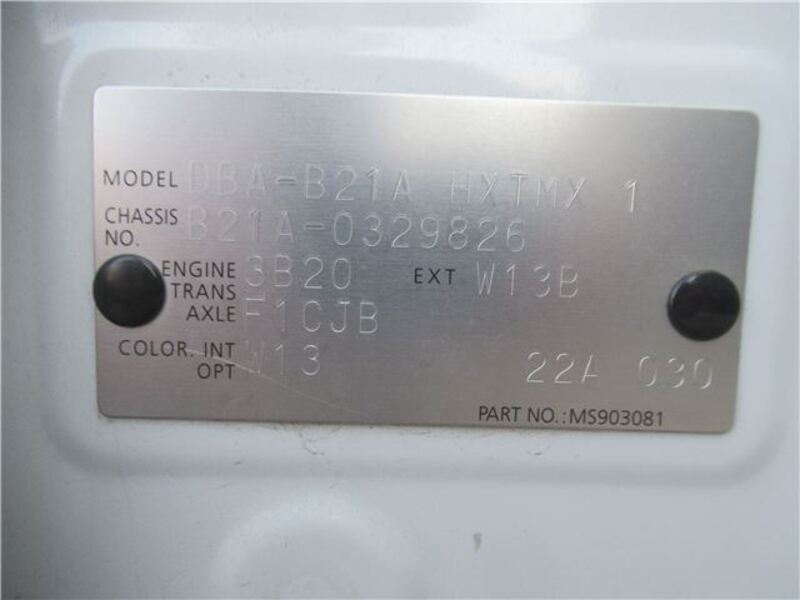 MODEL DBA-B21A HXTMX 1
CHASSIS NO. B21A-0329826
ENGINE 3B20 EXT W13B
TRANS AXLE F1CJB
COLOR. INT OPT W13 22A 030
PART NO.:MS903081